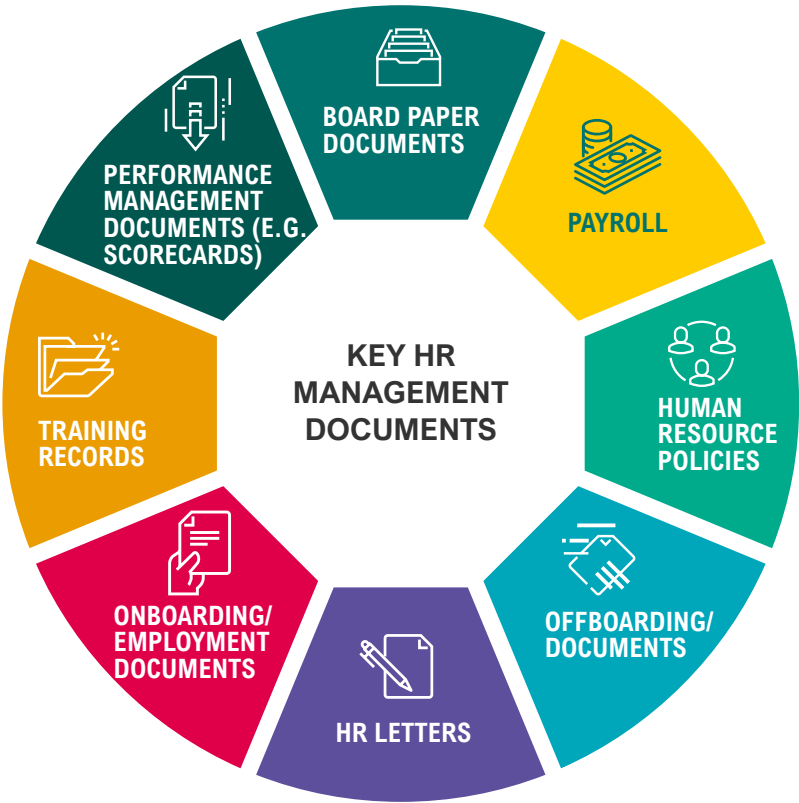 KEY HR
MANAGEMENT
DOCUMENTS
BOARD PAPER
DOCUMENTS
PAYROLL
HUMAN
RESOURCE
POLICIES
OFFBOARDING/
DOCUMENTS
HR LETTERS
ONBOARDING/
EMPLOYMENT
DOCUMENTS
TRAINING
RECORDS
PERFORMANCE
MANAGEMENT
DOCUMENTS (E.G.
SCORECARDS)